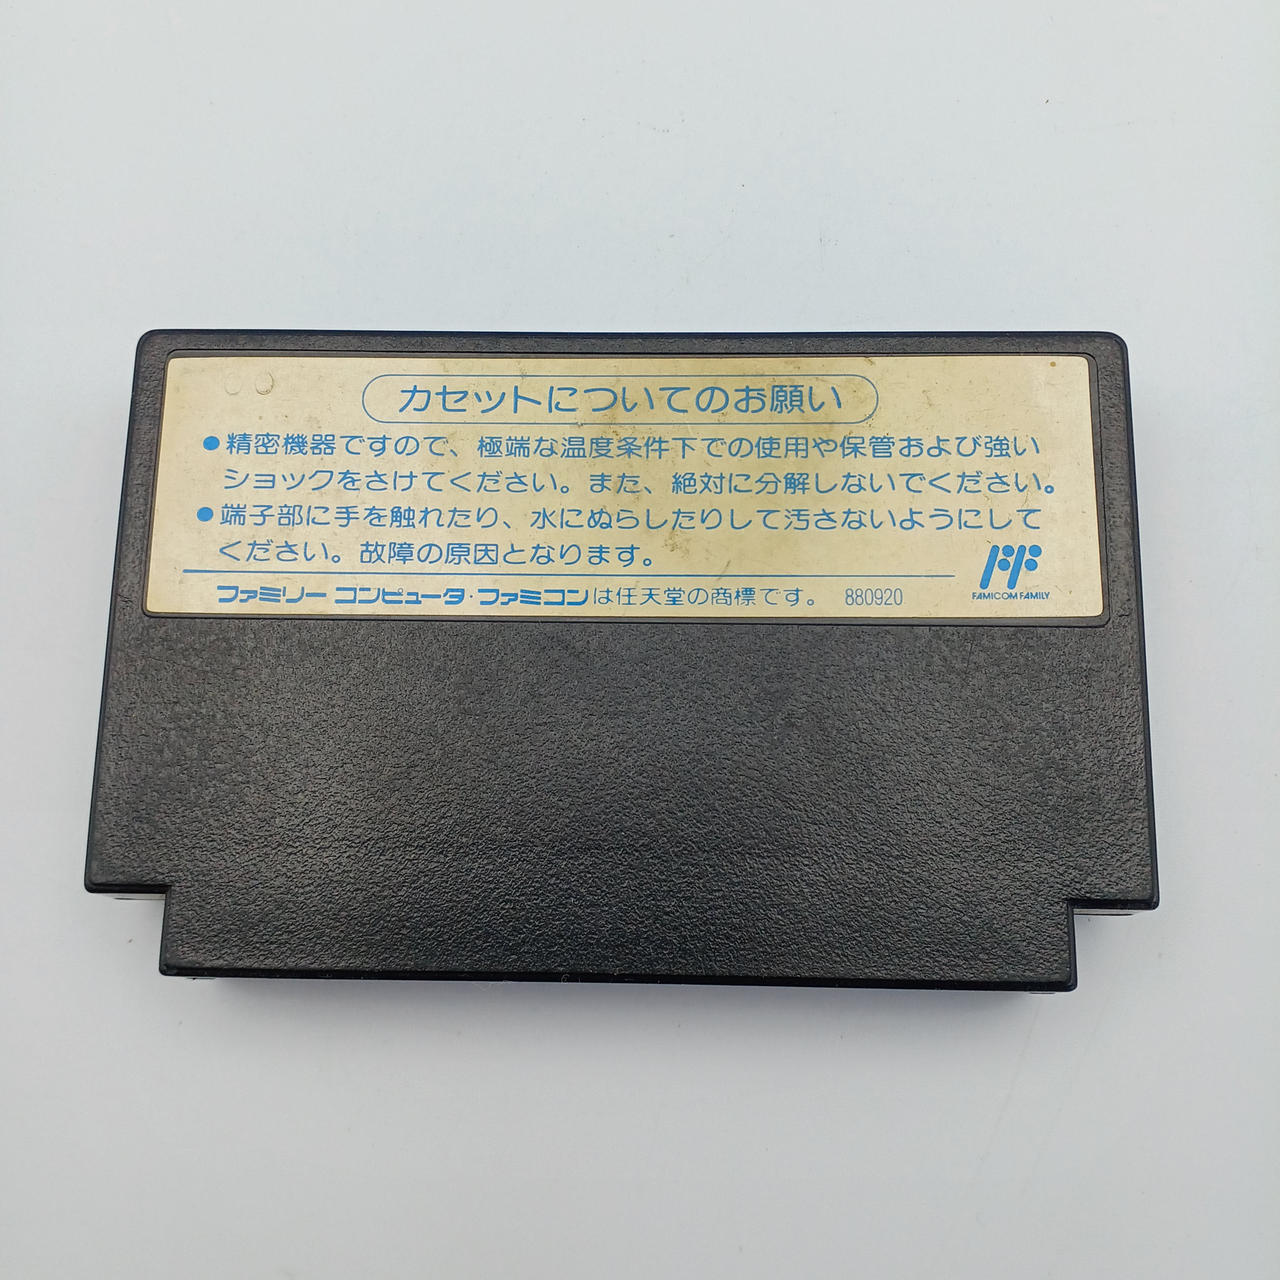 カセットについてのお願い
●精密機器ですので、極端な温度条件下での使用や保管および強い
ショックをさけてください。また、絶対に分解しないでください。
●端子部に手を触れたり、水にぬらしたりして汚さないようにして
ください。故障の原因となります。
FF
FAMICOM FAMILY
ファミリーコンピュータ・ファミコンは任天堂の商標です。 880920